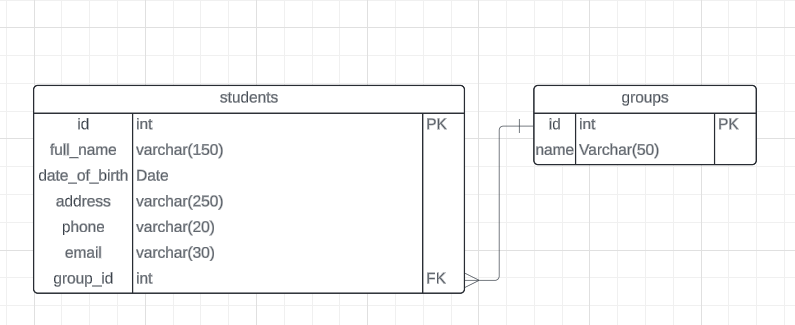 students
id int PK
full_name varchar(150)
date_of_birth Date
address varchar(250)
phone varchar(20)
email varchar(30)
group_id int FK
groups
id int PK
name Varchar(50)